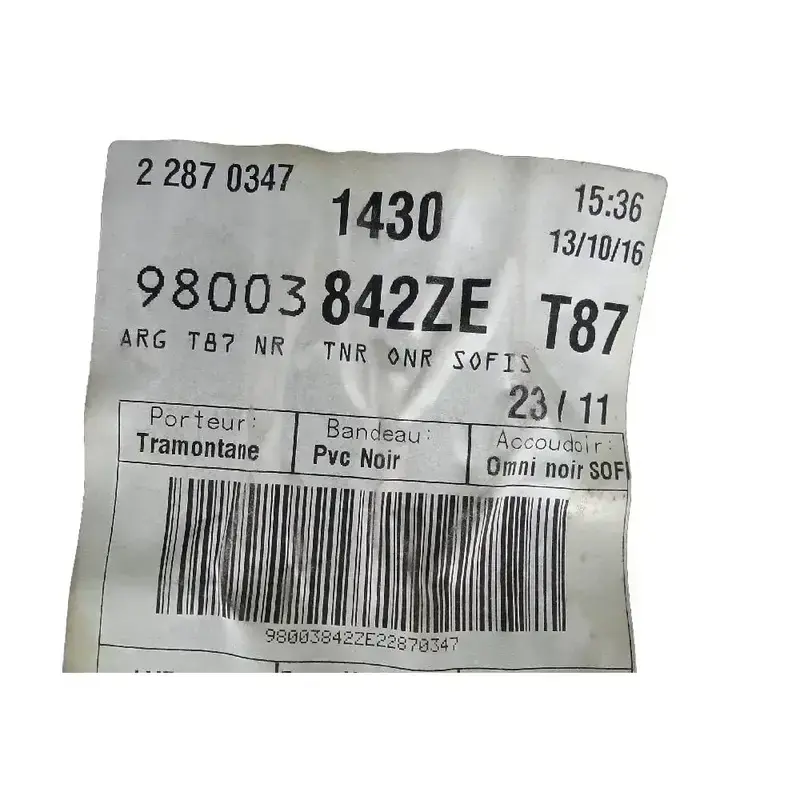 2 287 0347 1430 15:36
13/10/16
98003 842ZE T87
ARG T87 NR TNR ONR SOFIS
23/11
Porteur: Bandeau: Accoudoir:
Tramontane Pvc Noir Omni noir SOFI
98003842ZE22870347